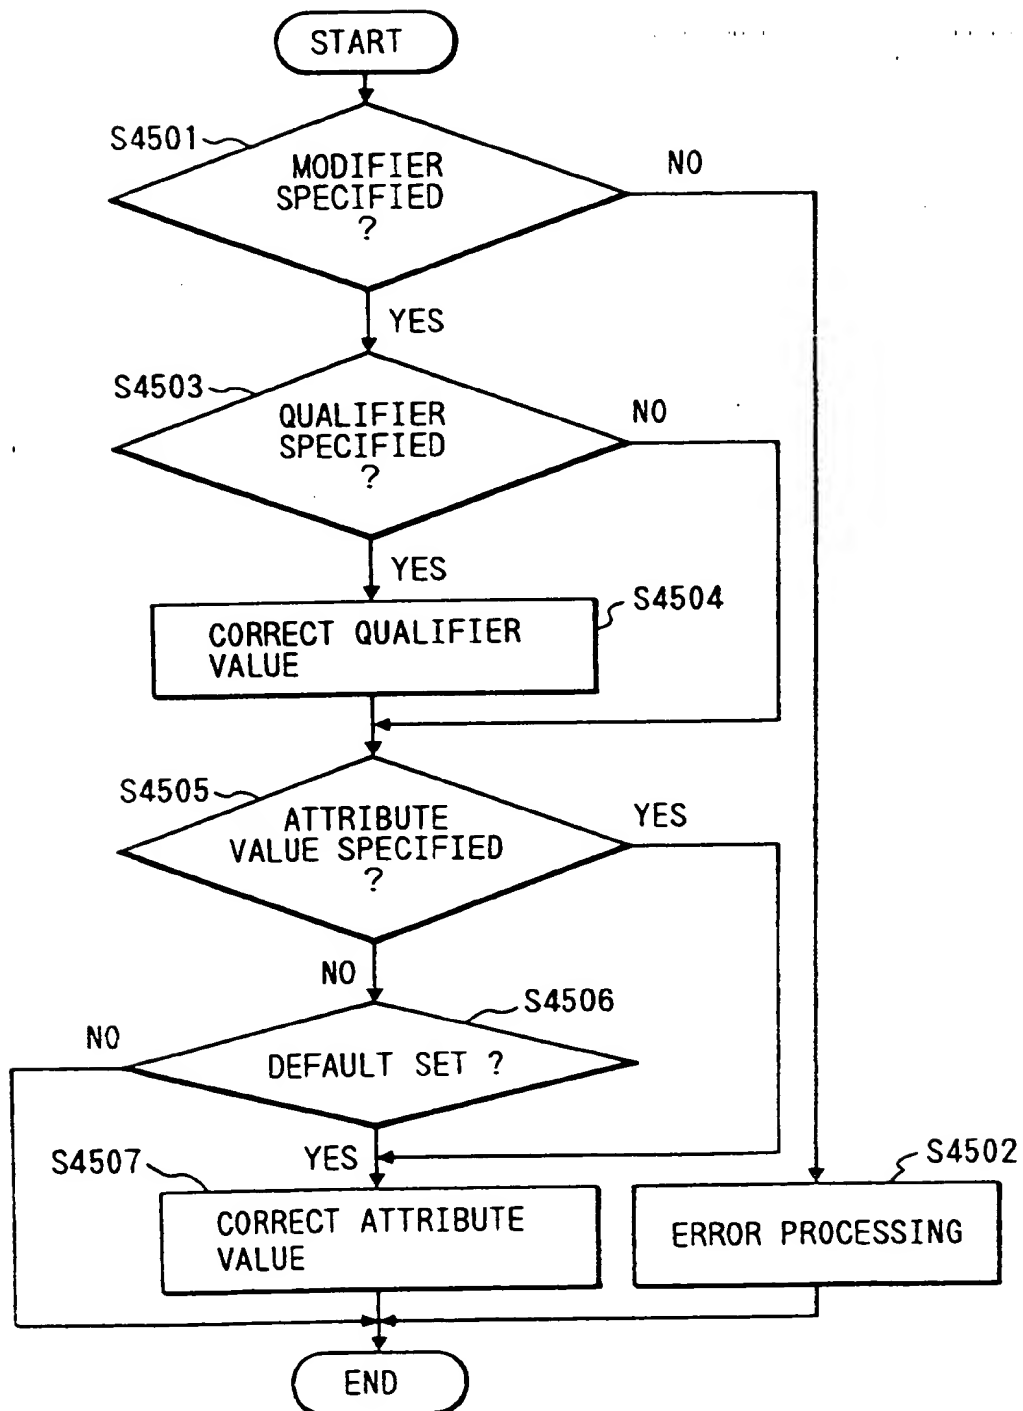 START
S4501
MODIFIER
SPECIFIED
?
NO
YES
S4503
QUALIFIER
SPECIFIED
?
NO
YES
S4504
CORRECT QUALIFIER
VALUE
S4505
ATTRIBUTE
VALUE SPECIFIED
?
YES
NO
S4506
NO
DEFAULT SET ?
YES
S4507
S4502
CORRECT ATTRIBUTE
VALUE
ERROR PROCESSING
END